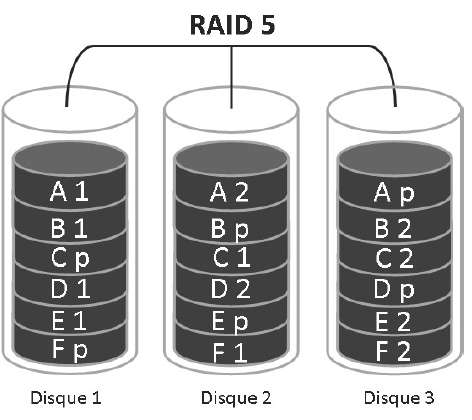 RAID 5
A 1 A 2 A p
B 1 B p B 2
C p C 1 C 2
D 1 D 2 D p
E 1 E p E 2
F p F 1 F 2
Disque 1 Disque 2 Disque 3